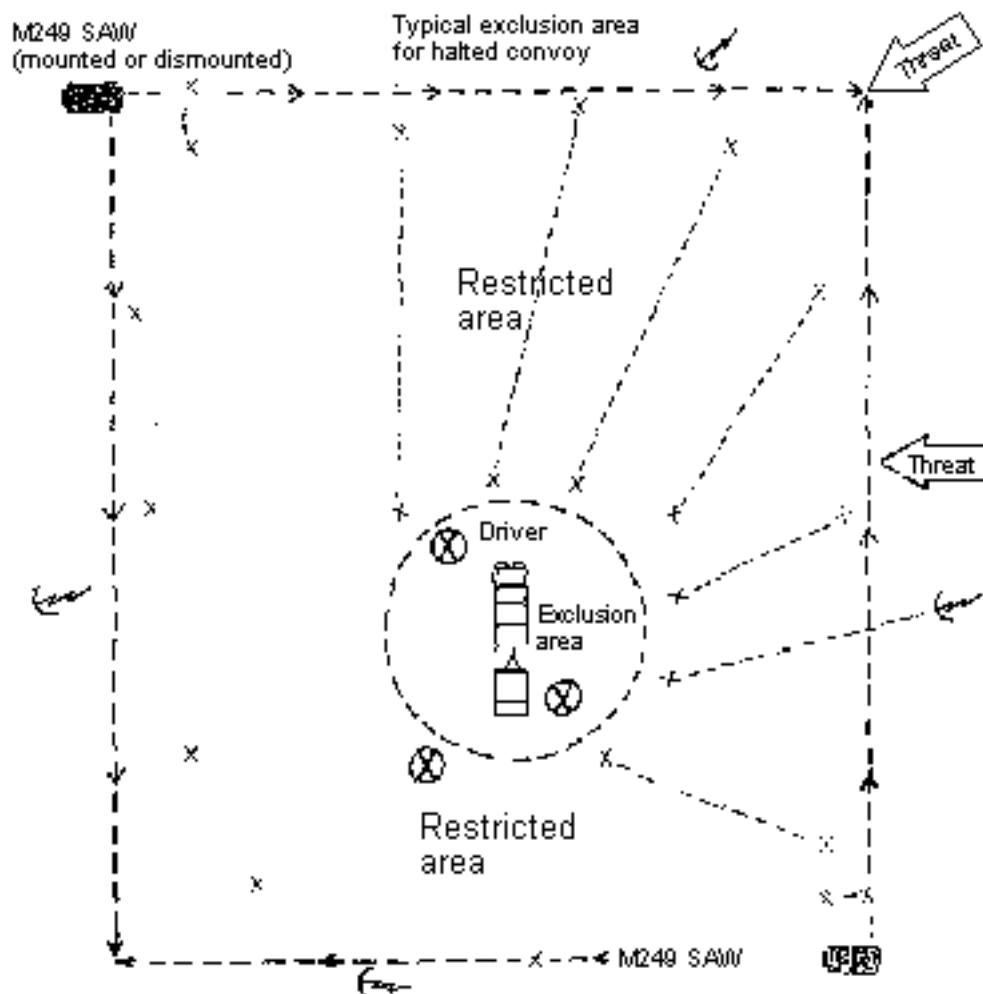 M249 SAW
(mounted or dismounted)
Typical exclusion area
for halted convoy
Threat
Restricted
area
Threat
Driver
Exclusion
area
Restricted
area
M249 SAW